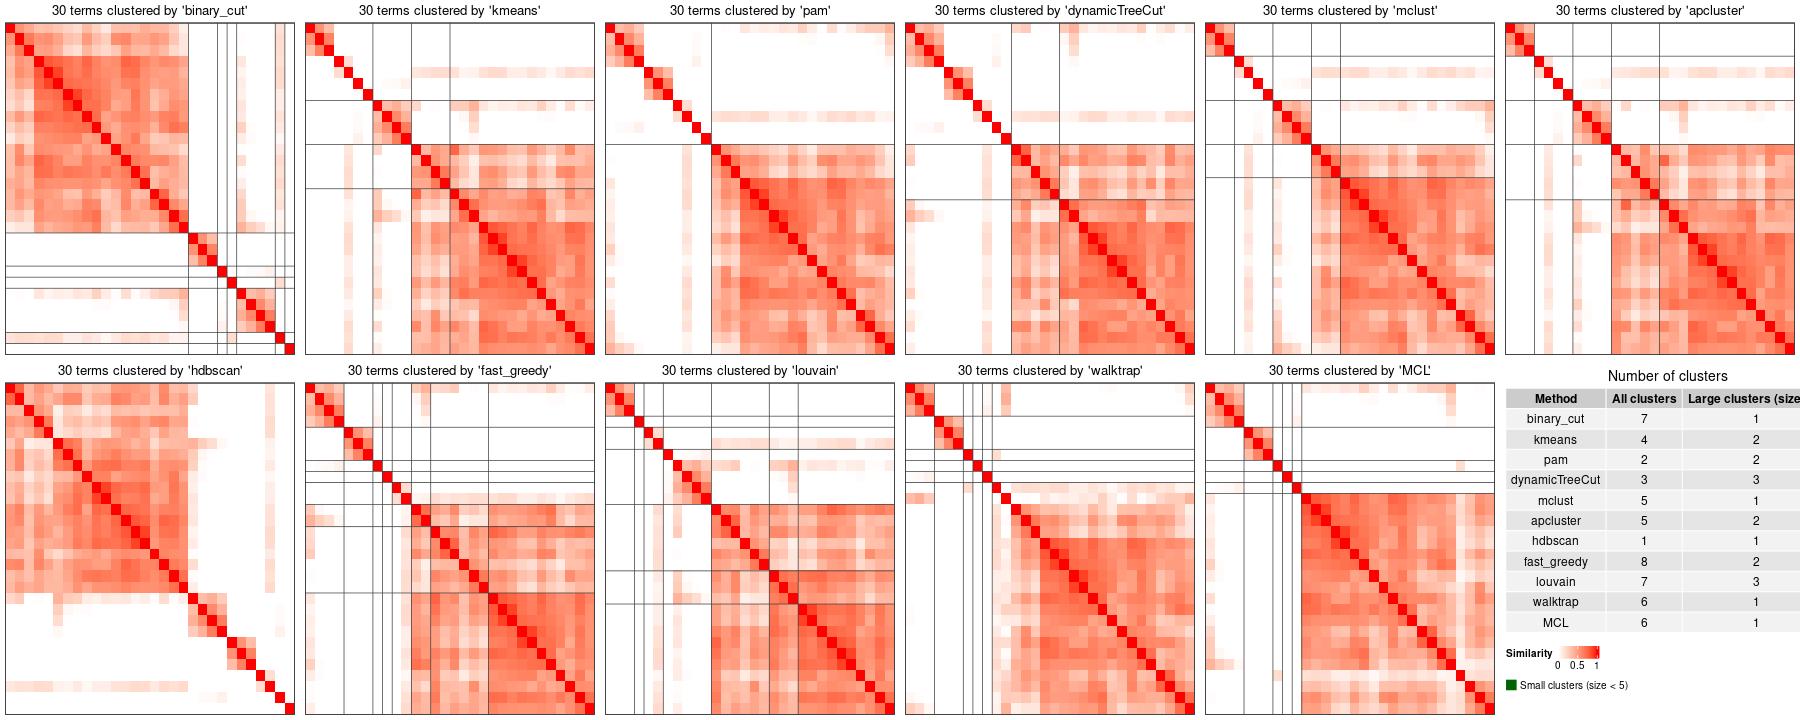 30 terms clustered by 'binary_cut'
30 terms clustered by 'kmeans'
30 terms clustered by 'pam'
30 terms clustered by 'dynamicTreeCut'
30 terms clustered by 'mclust'
30 terms clustered by 'apcluster'
30 terms clustered by 'hdbscan'
30 terms clustered by 'fast_greedy'
30 terms clustered by 'louvain'
30 terms clustered by 'walktrap'
30 terms clustered by 'MCL'
Number of clusters
Method All clusters Large clusters (size
binary_cut 7 1
kmeans 4 2
pam 2 2
dynamicTreeCut 3 3
mclust 5 1
apcluster 5 2
hdbscan 1 1
fast_greedy 8 2
louvain 7 3
walktrap 6 1
MCL 6 1
Similarity
0 0.5 1
Small clusters (size < 5)